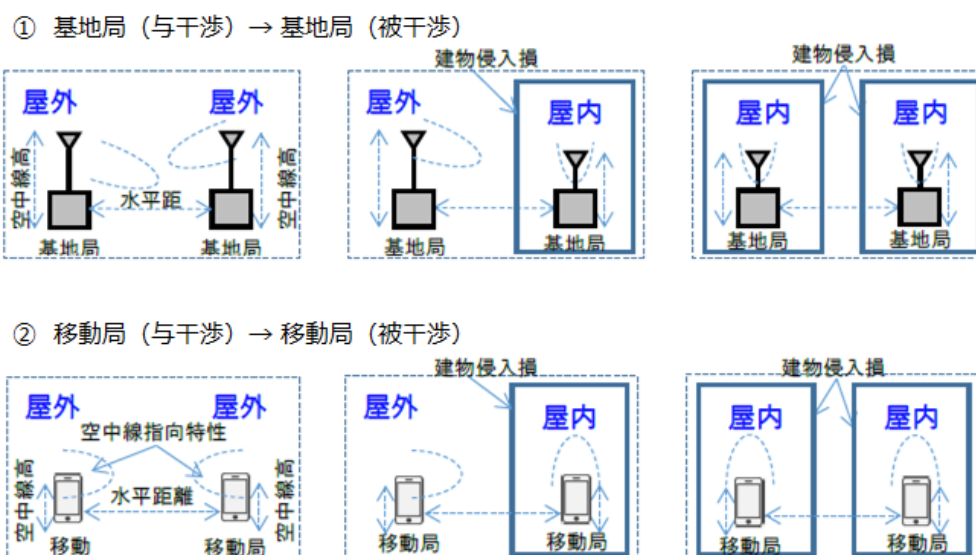 ① 基地局（与干渉）→ 基地局（被干渉）
建物侵入損
建物侵入損
屋外 屋外
屋外 屋内
屋内 屋内
空中線高
水平距
空中線高
基地局 基地局
基地局 基地局
基地局 基地局
② 移動局（与干渉）→ 移動局（被干渉）
建物侵入損
建物侵入損
屋外 屋外
屋外 屋内
屋内 屋内
空中線指向特性
空中線高
水平距離
空中線高
移動 移動局
移動局 移動局
移動局 移動局